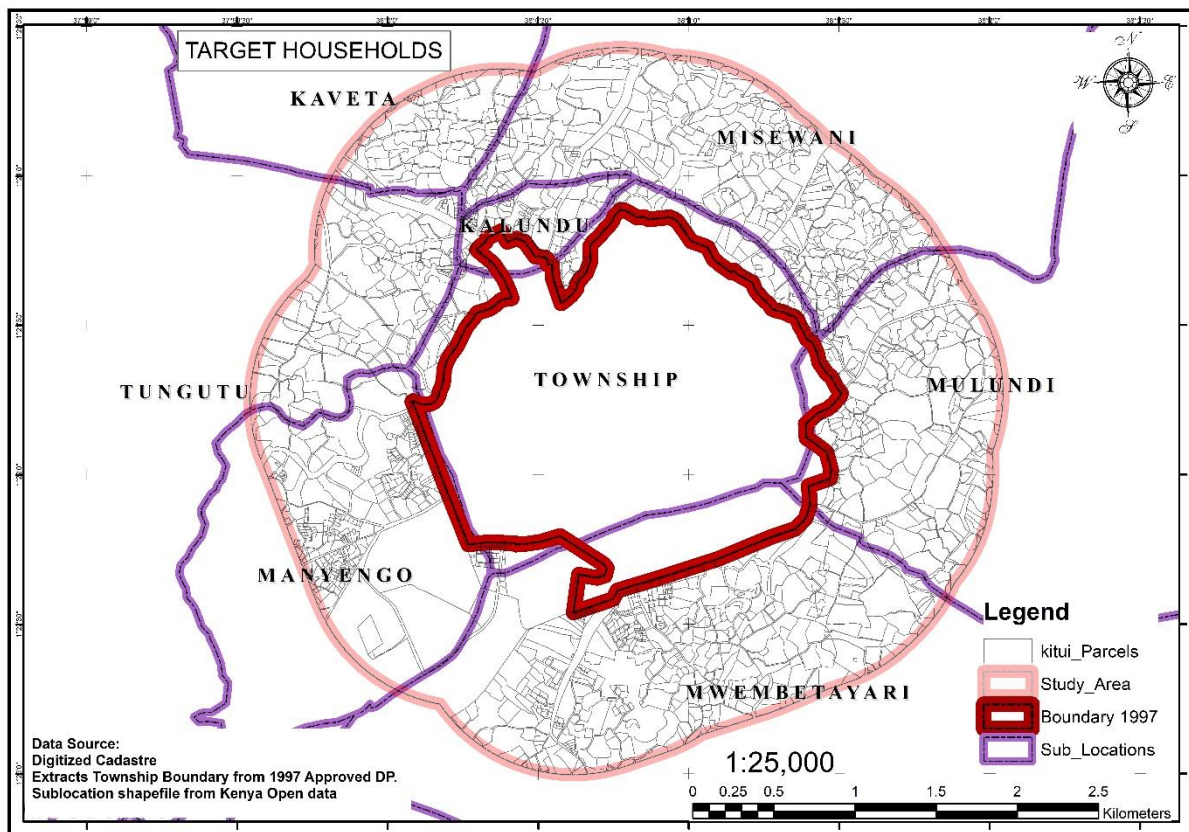 TARGET HOUSEHOLDS
N
W
E
S
KAVETA
MISEWANI
KALUNDU
TOWNSHIP
TUNGUTU
MULUNDI
MANYENGO
MWEMBETAYARI
Legend
kitui_Parcels
Study_Area
Boundary 1997
Sub_Locations
Data Source:
Digitized Cadastre
Extracts Township Boundary from 1997 Approved DP.
Sublocation shapefile from Kenya Open data
1:25,000
0 0.25 0.5 1 1.5 2 2.5
Kilometers